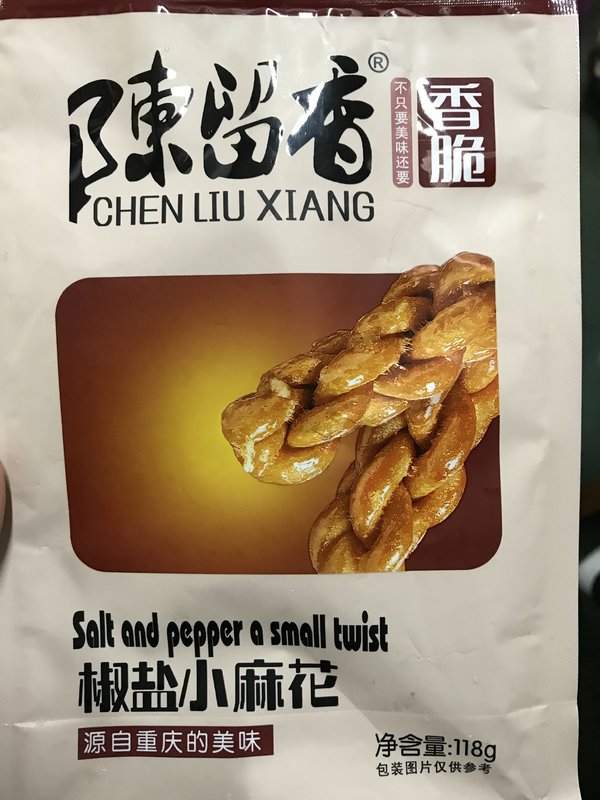 陳留香®
CHEN LIU XIANG
不只要美味还要
香脆
Salt and pepper a small twist
椒盐小麻花
源自重庆的美味
净含量:118g
包装图片仅供参考